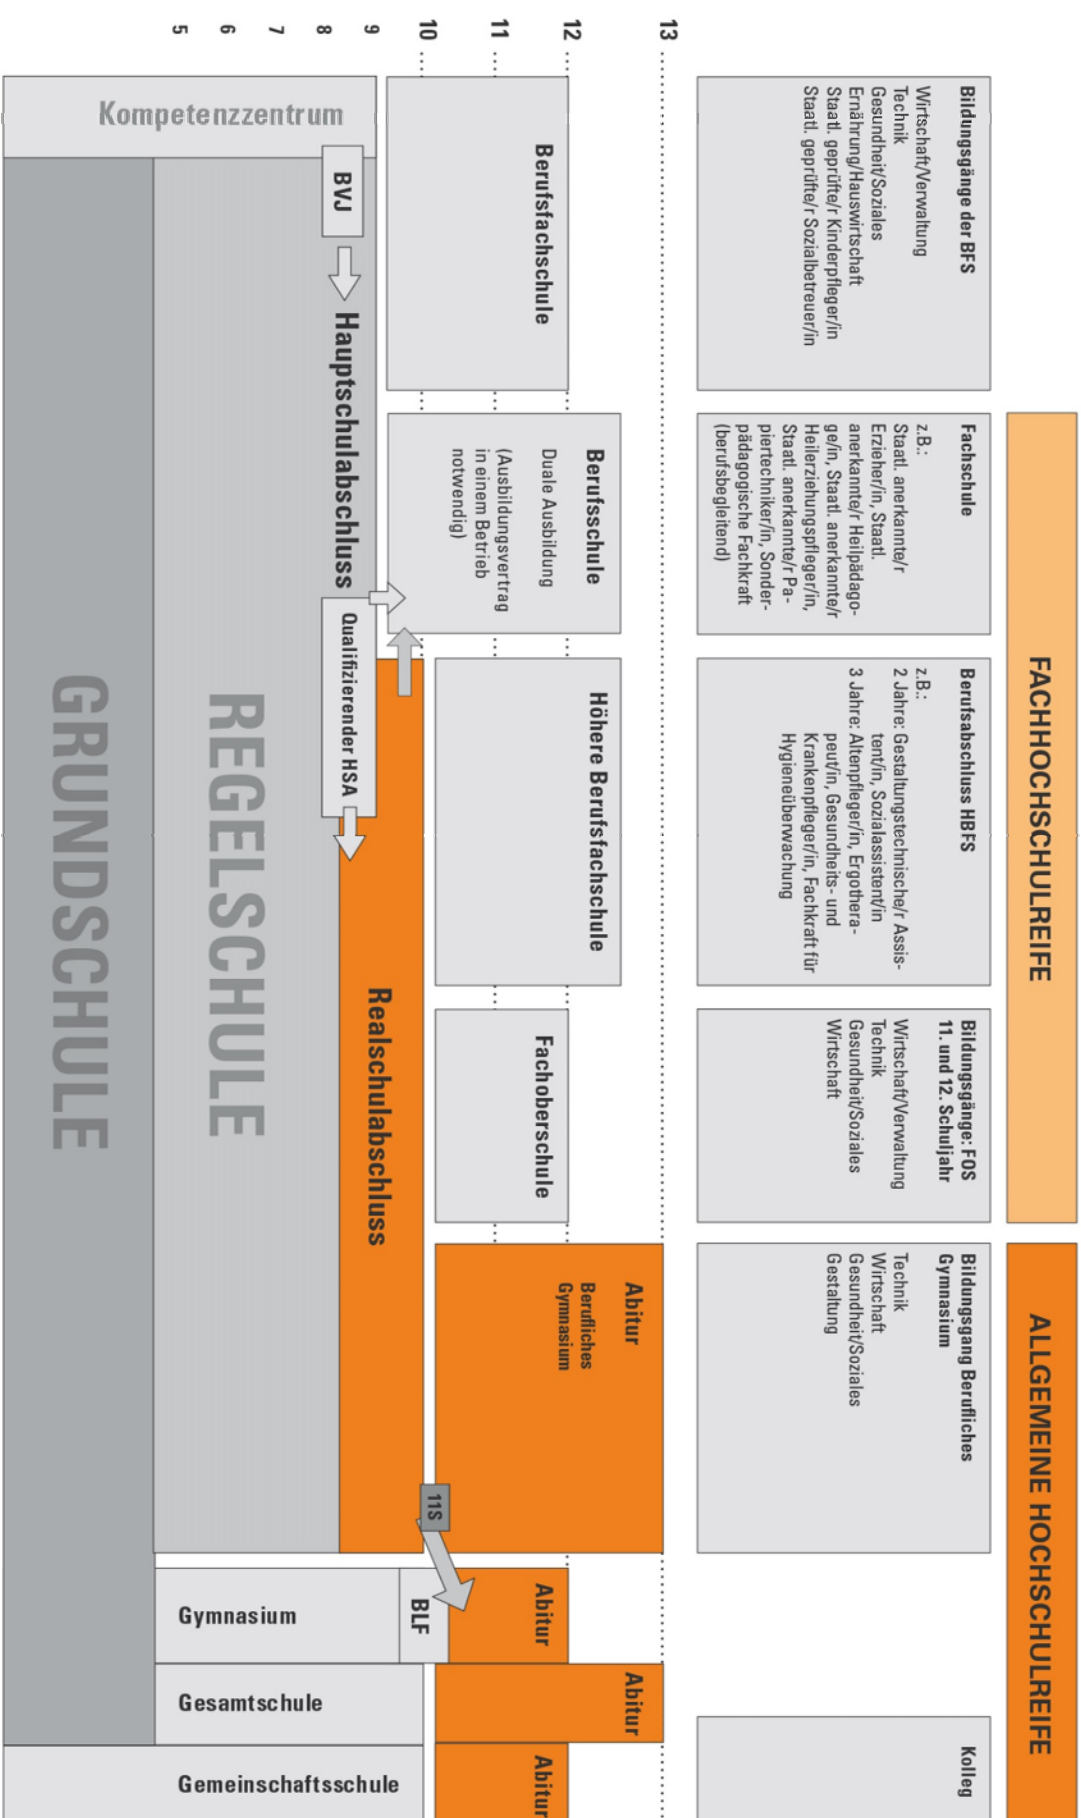 FACHHOCHSCHULREIFE
ALLGEMEINE HOCHSCHULREIFE
Bildungsgänge der BFS
Wirtschaft/Verwaltung
Technik
Gesundheit/Soziales
Ernährung/Hauswirtschaft
Staatl. geprüfte/r Kinderpfleger/in
Staatl. geprüfte/r Sozialbetreuer/in
Fachschule
z.B.:
Staatl. anerkannte/r
Erzieher/in, Staatl.
anerkannte/r Heilpädago-
ge/in, Staatl. anerkannte/r
Heilerziehungspfleger/in,
Staatl. anerkannte/r Pa-
piertechniker/in, Sonder-
pädagogische Fachkraft
(berufsbegleitend)
Berufsabschluss HBFS
z.B.:
2 Jahre: Gestaltungstechnische/r Assis-
tent/in, Sozialassistent/in
3 Jahre: Altenpfleger/in, Ergothera-
peut/in, Gesundheits- und
Krankenpfleger/in, Fachkraft für
Hygieneüberwachung
Bildungsgänge: FOS
11. und 12. Schuljahr
Wirtschaft/Verwaltung
Technik
Gesundheit/Soziales
Wirtschaft
Bildungsgang Berufliches
Gymnasium
Technik
Wirtschaft
Gesundheit/Soziales
Gestaltung
Kolleg
13
12
11
10
9
8
7
6
5
Berufsfachschule
Berufsschule
Duale Ausbildung
(Ausbildungsvertrag
in einem Betrieb
notwendig)
Höhere Berufsfachschule
Fachoberschule
Abitur
Berufliches
Gymnasium
Abitur
Abitur
Abitur
11S
BLF
BVJ
Hauptschulabschluss
Qualifizierender HSA
Realschulabschluss
Kompetenzzentrum
REGELSCHULE
GRUNDSCHULE
Gymnasium
Gesamtschule
Gemeinschaftsschule